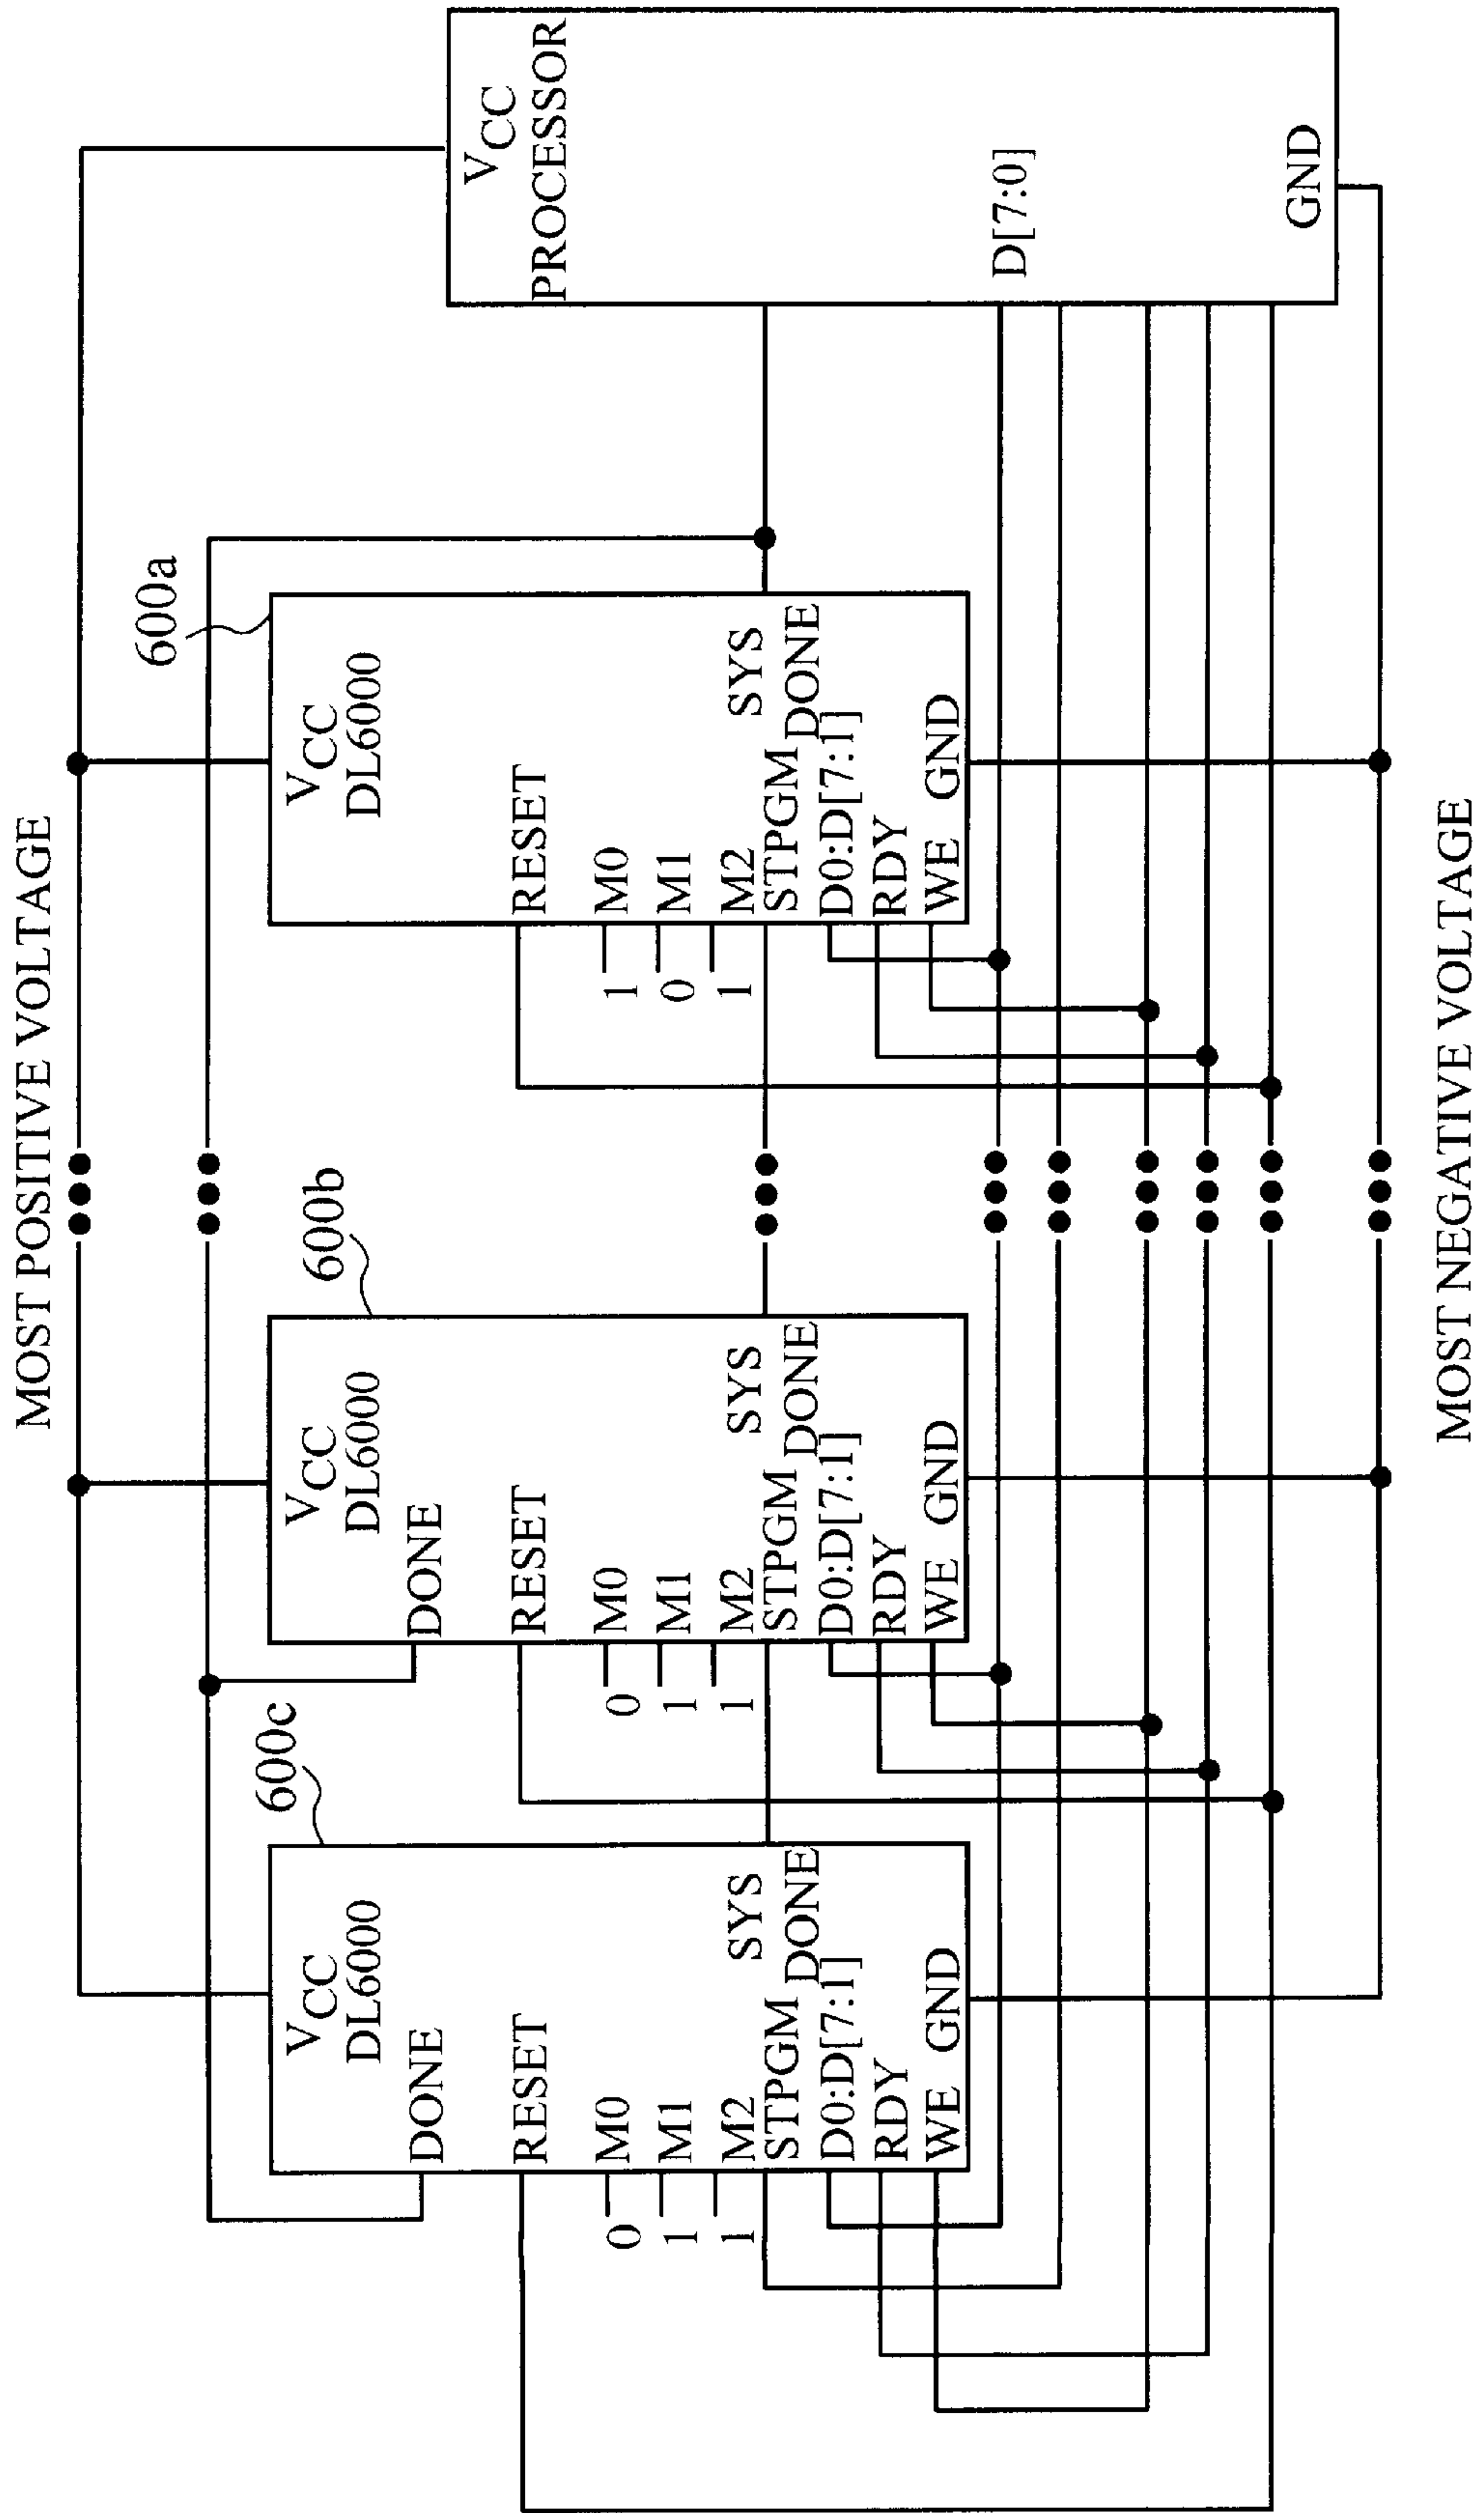 MOST POSITIVE VOLTAGE
600c
VCC
DL6000
DONE
RESET
M0
M1
M2
SYS
STPGM
DONE
D0:D[7:1]
RDY
WE
GND
0
1
1
600b
VCC
DL6000
DONE
RESET
M0
M1
M2
SYS
STPGM
DONE
D0:D[7:1]
RDY
WE
GND
0
1
1
600a
VCC
DL6000
RESET
M0
M1
M2
SYS
STPGM
DONE
D0:D[7:1]
RDY
WE
GND
1
0
1
VCC
PROCESSOR
D[7:0]
GND
MOST NEGATIVE VOLTAGE